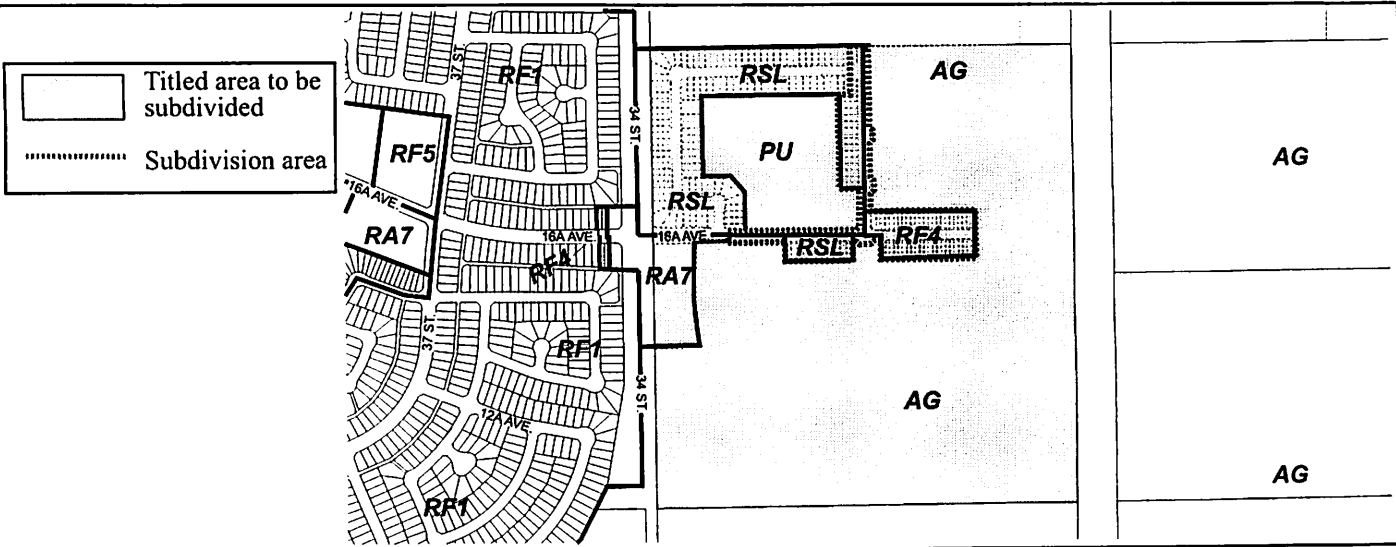 Titled area to be
subdivided
Subdivision area
37 ST.
RF1
34 ST.
RSL
AG
RF5
PU
AG
16A AVE.
RSL
RA7
16A AVE.
16A AVE.
RSL
RF4
RF4
RA7
37 ST.
RF1
34 ST.
AG
12A AVE.
AG
RF1